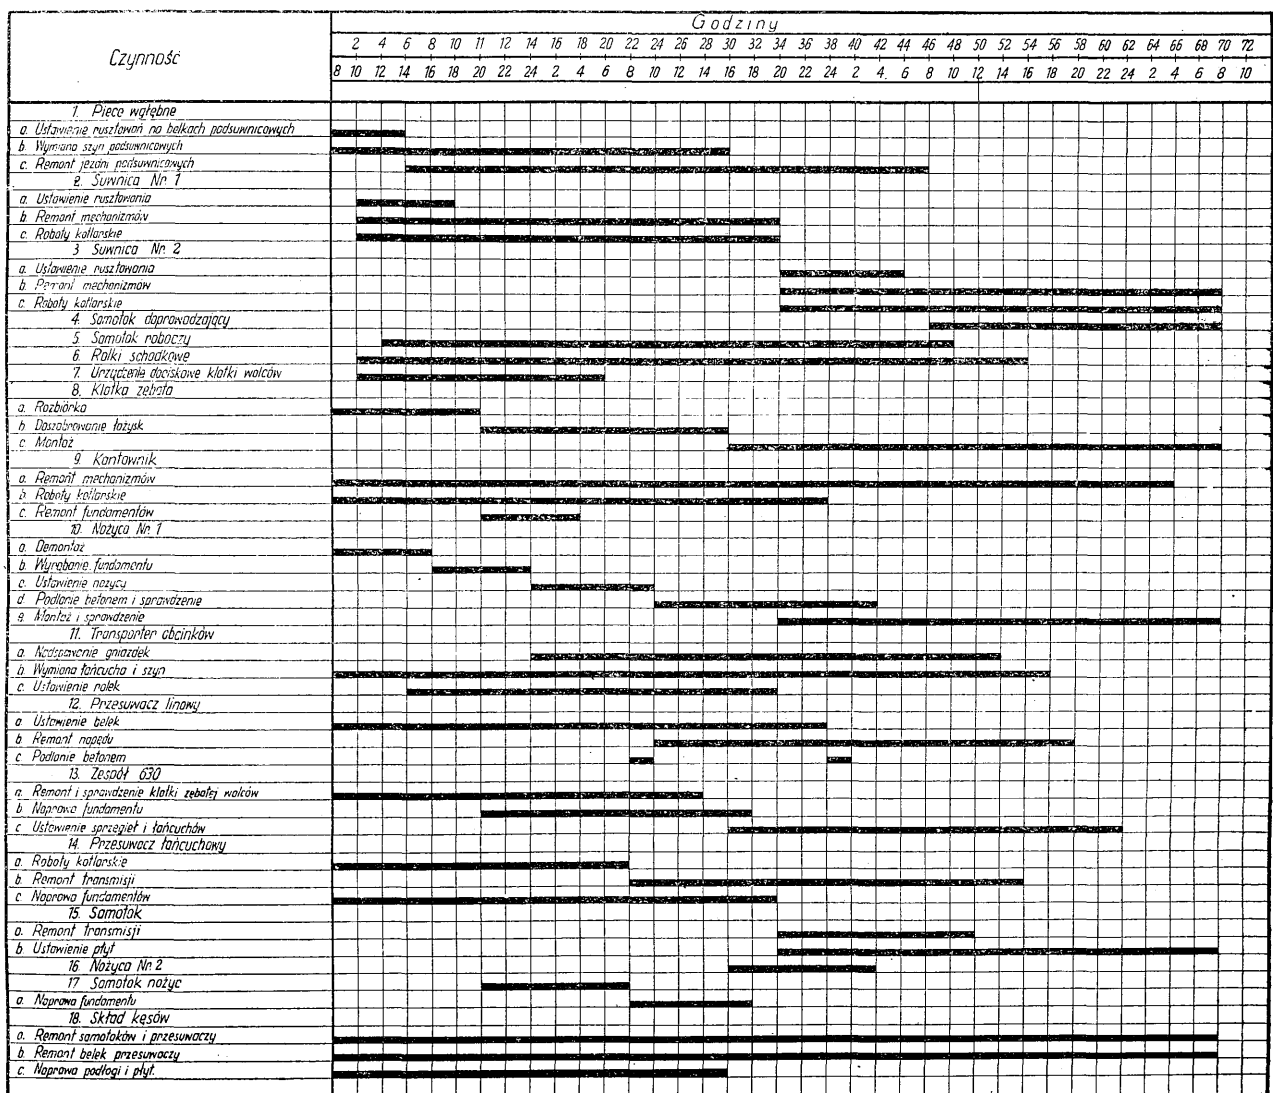 Godziny
Czynność
2 4 6 8 10 11 12 14 16 18 20 22 24 26 28 30 32 34 36 38 40 42 44 46 48 50 52 54 56 58 60 62 64 66 68 70 72
8 10 12 14 16 18 20 22 24 2 4 6 8 10 12 14 16 18 20 22 24 2 4 6 8 10 12 14 16 18 20 22 24 2 4 6 8 10
1. Piece wgłębne
a. Ustawienie rusztowań na belkach podsuwnicowych
b. Wymiana szyn podsuwnicowych
c. Remont jezdni podsuwnicowych
2. Suwnica Nr. 1
a. Ustawienie rusztowania
b. Remont mechanizmów
c. Roboty kotlarskie
3 Suwnica Nr. 2
a. Ustawienie rusztowania
b. Remont mechanizmów
c. Roboty kotlarskie
4. Samotok doprowadzający
5. Samotok roboczy
6. Rolki schodkowe
7. Urządzenie dociskowe klatki walców
8. Klatka zębata
a. Rozbiórka
b. Doszabrowanie łożysk
c. Montaż
9. Kantownik
a. Remont mechanizmów
b. Roboty kotlarskie
c. Remont fundamentów
10. Nożyca Nr. 1
a. Demontaż
b. Wyrąbanie fundamentu
c. Ustawienie nożycy
d. Podlanie betonem i sprawdzenie
e. Montaż i sprawdzenie
11. Transporter obcinków
a. Nadspawanie gniazdek
b. Wymiana łańcucha i szyn
c. Ustawienie rolek
12. Przesuwacz linowy
a. Ustawienie belek
b. Remont napędu
c. Podlanie betonem
13. Zespół 630
a. Remont i sprawdzenie klatki zębatej walców
b. Naprawa fundamentu
c Ustawienie sprzęgieł i łańcuchów
14. Przesuwacz łańcuchowy
a. Roboty kotlarskie
b. Remont transmisji
c. Naprawa fundamentów
15. Samotok
a. Remont transmisji
b. Ustawienie płyt
16. Nożyca Nr. 2
17 Samotok nożyc
a. Naprawa fundamentu
18. Skład kęsów
a. Remont samotoków i przesuwaczy
b. Remont belek przesuwaczy
c. Naprawa podłogi i płyt.